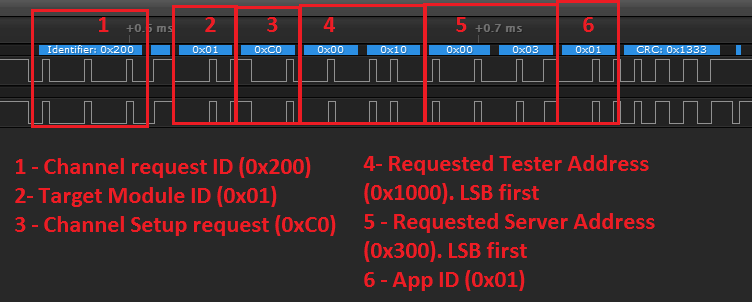 1 2 3 4 5 6
+0.6 ms +0.7 ms
Identifier: 0x200 0x01 0xC0 0x00 0x10 0x00 0x03 0x01 CRC: 0x1333
1 - Channel request ID (0x200)
2- Target Module ID (0x01)
3 - Channel Setup request (0xC0)
4- Requested Tester Address
(0x1000). LSB first
5 - Requested Server Address
(0x300). LSB first
6 - App ID (0x01)